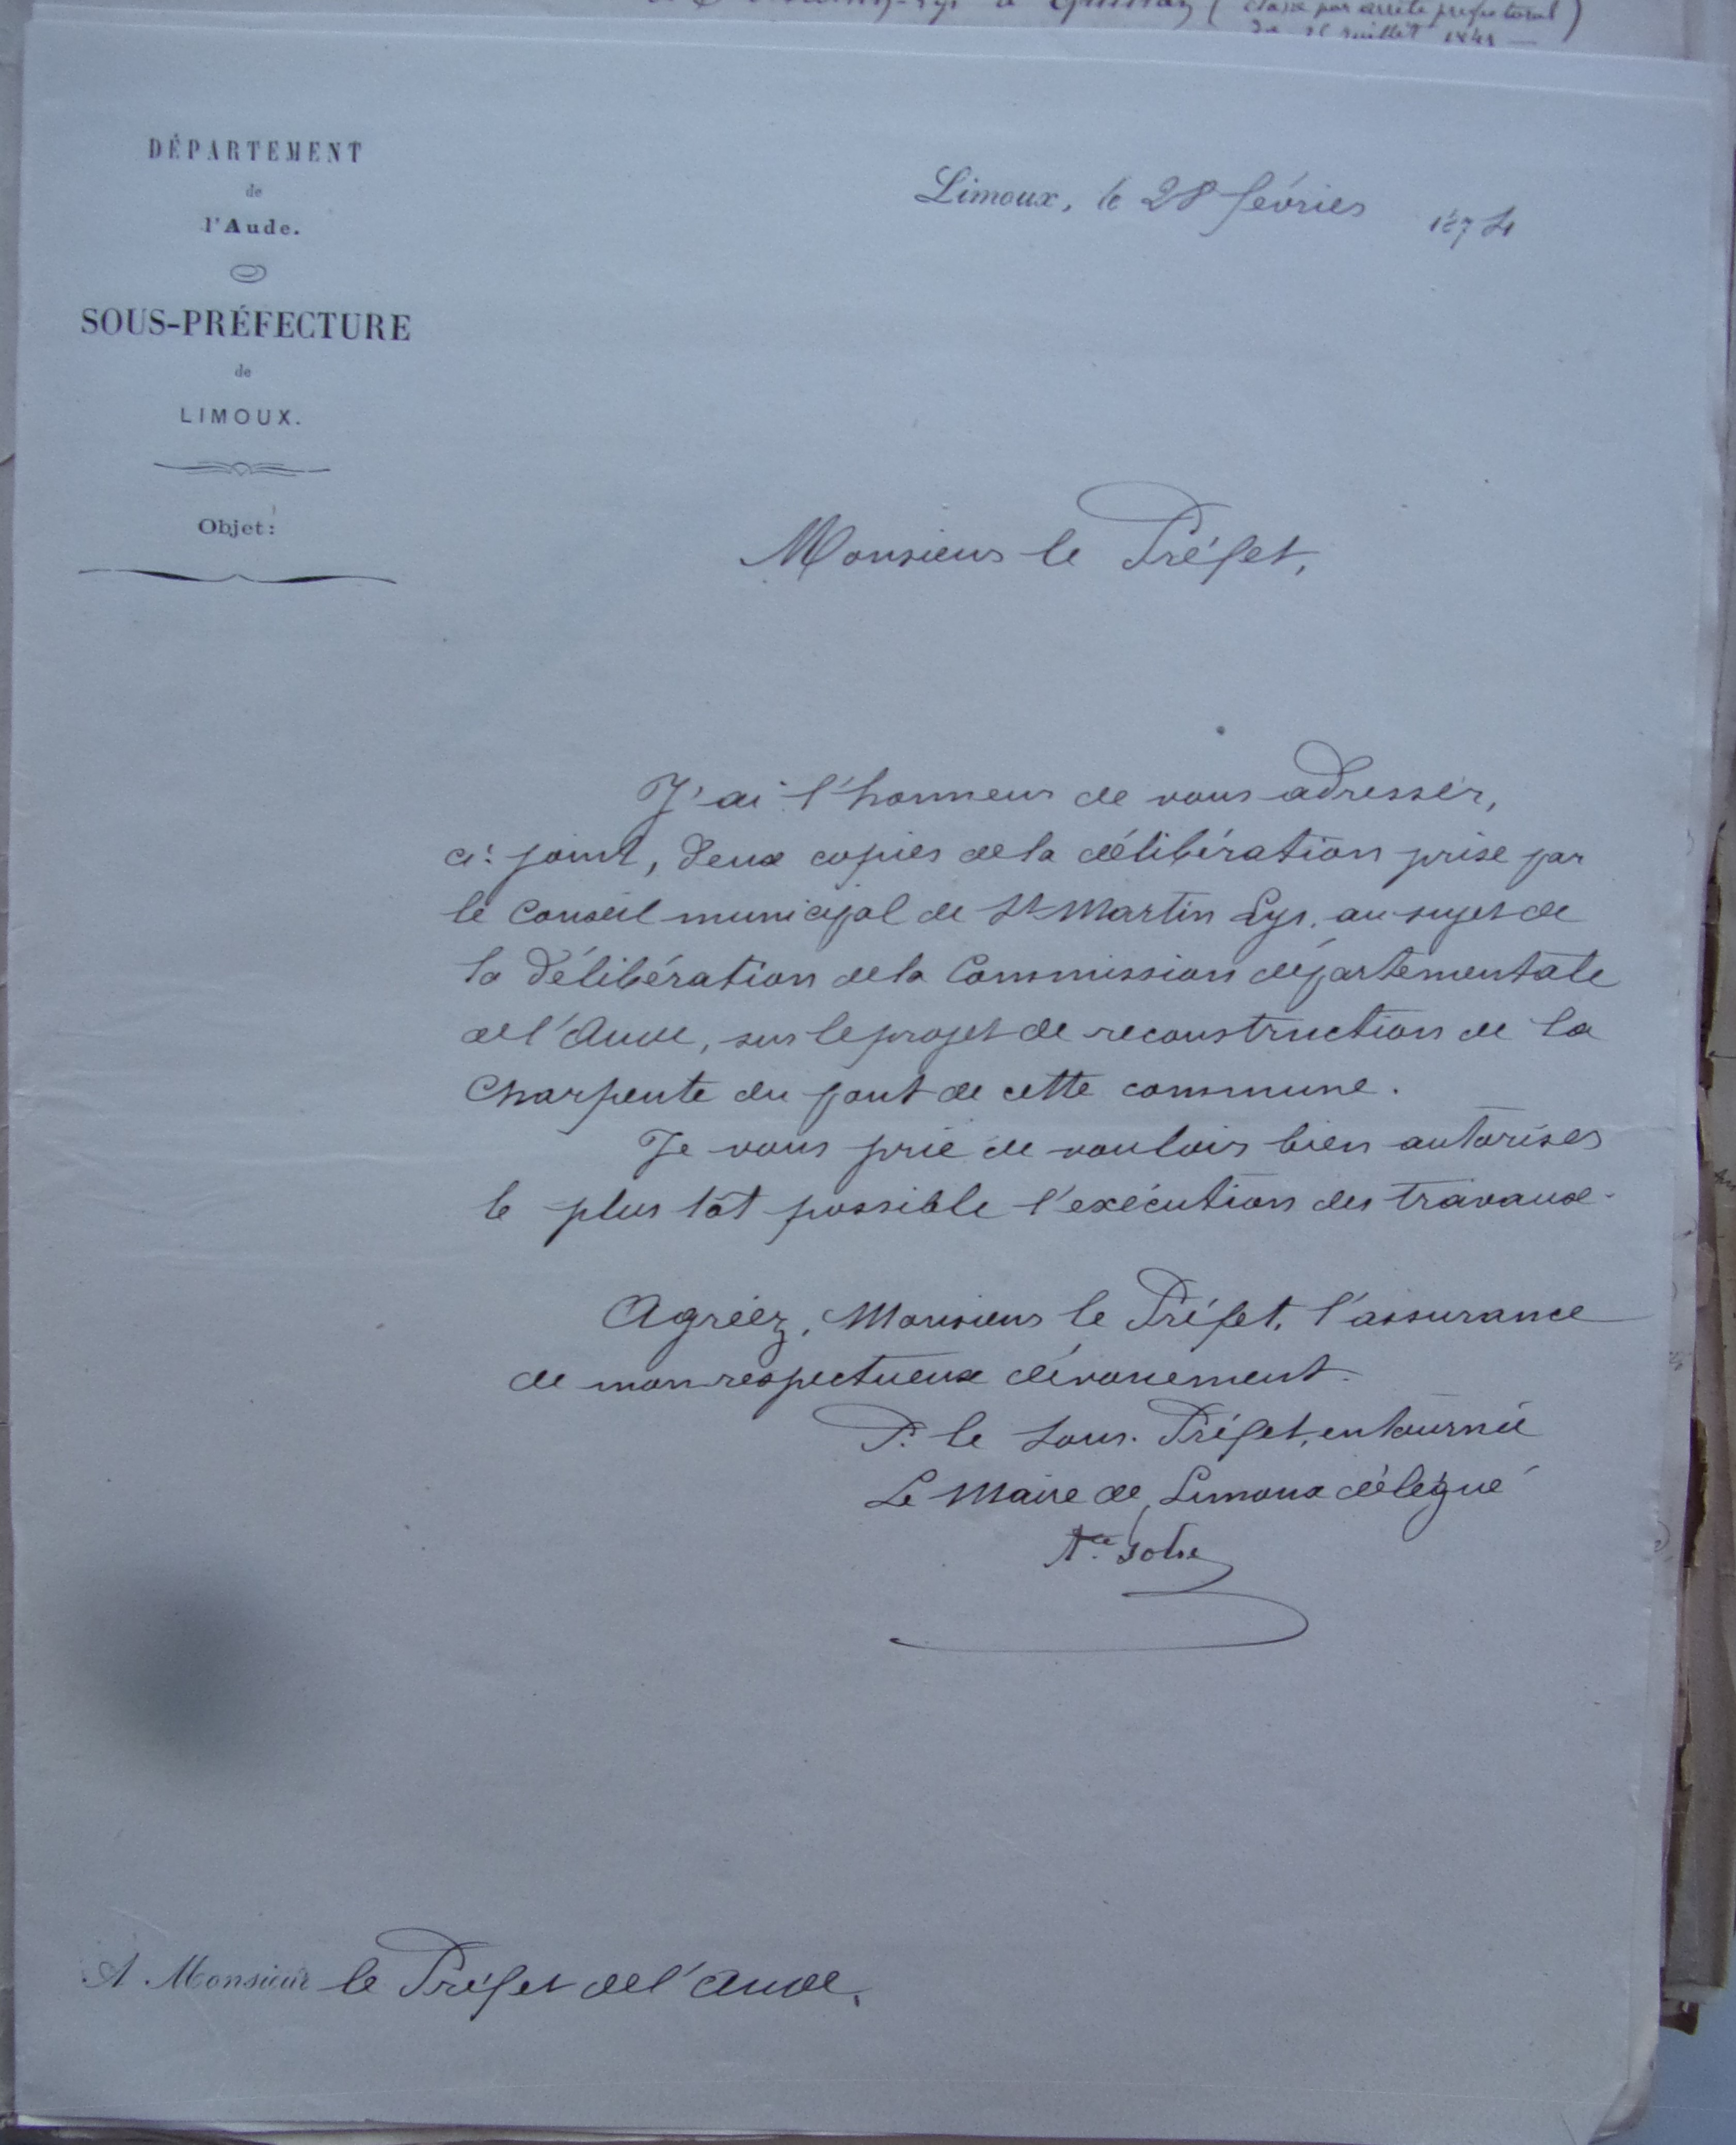 (classé par arrêté préfectoral)
juillet
DÉPARTEMENT
de
l'Aude.
SOUS-PRÉFECTURE
de
LIMOUX.
Objet:
Limoux, le 28 février 1874
Monsieur le Préfet,
J'ai l'honneur de vous adresser,
ci-joint, deux copies de la délibération prise par
le Conseil municipal de St Martin Lys, au sujet de
la délibération de la Commission départementale
de l'Aude, sur le projet de reconstruction de la
Charpente du pont de cette commune.
Je vous prie de vouloir bien autoriser
le plus tôt possible l'exécution des travaux.
Agréez, Monsieur le Préfet, l'assurance
de mon respectueux dévouement.
P. le Sous-Préfet, en tournée
Le Maire de Limoux délégué
A Monsieur le Préfet de l'Aude.